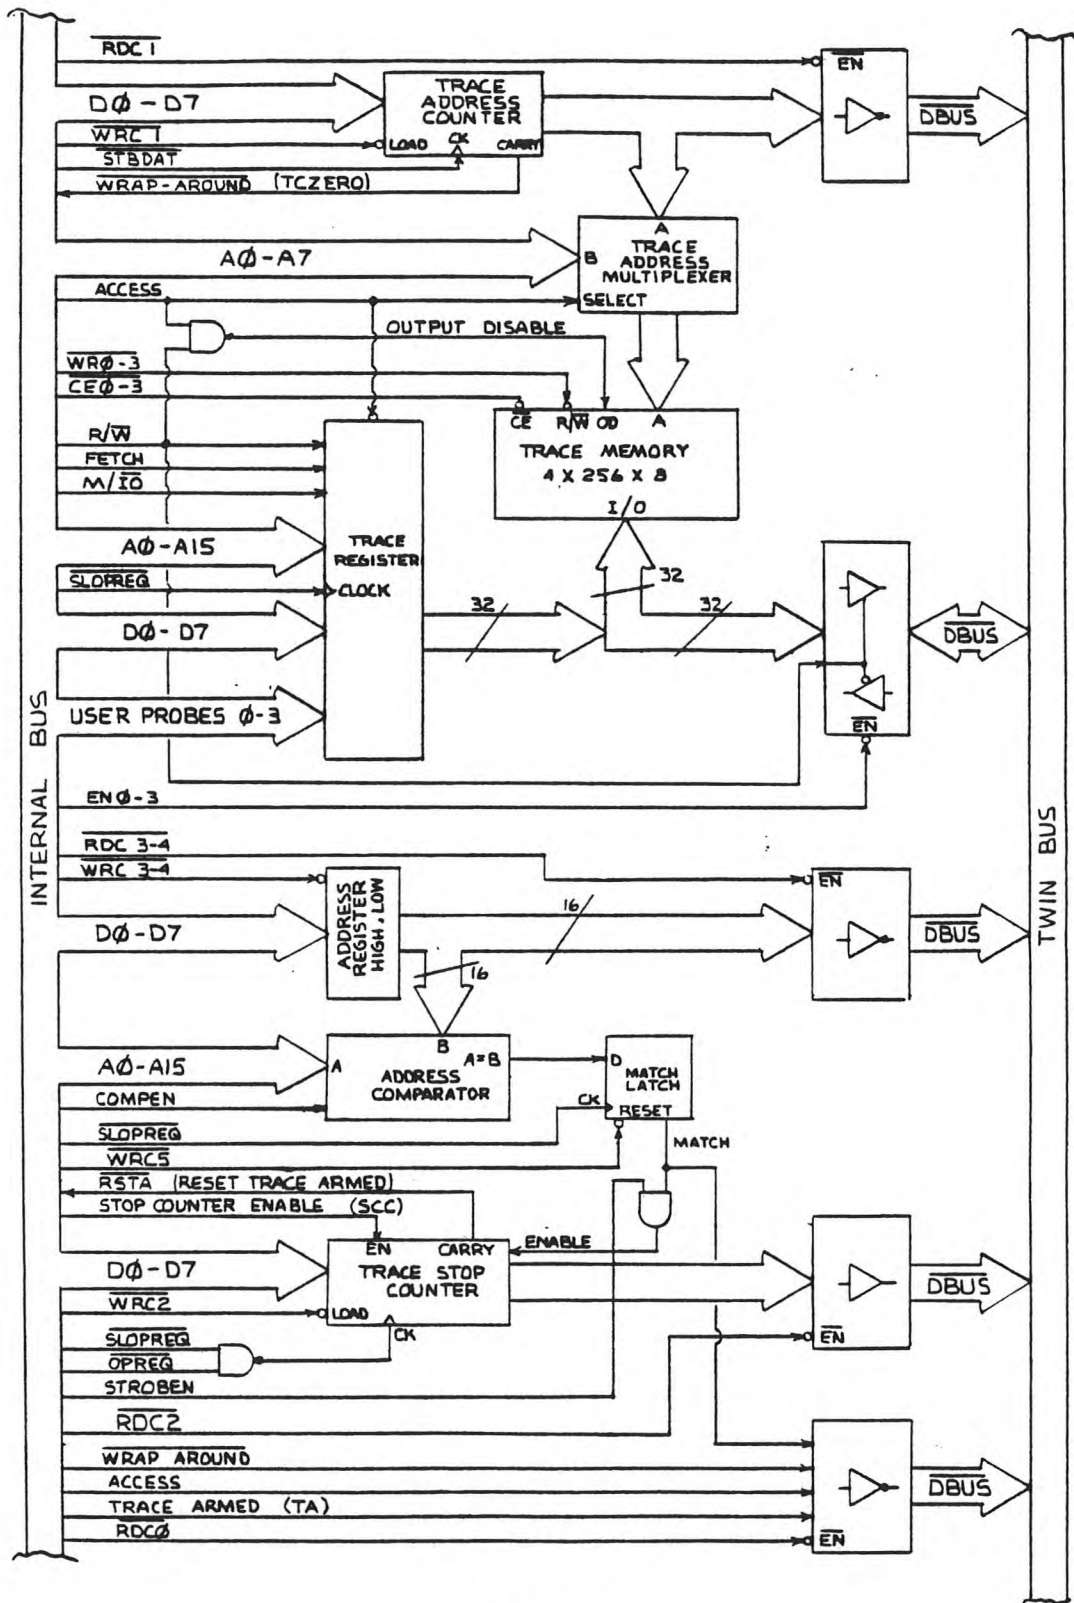 RDC 1
EN
TRACE
ADDRESS
COUNTER
DØ-D7
DBUS
WRC 1
LOAD
CK
CARRY
STBDAT
WRAP-AROUND (TCZERO)
A
B
TRACE
ADDRESS
MULTIPLEXER
AØ-A7
ACCESS
SELECT
OUTPUT DISABLE
WRØ-3
CEØ-3
CE
R/W
OD
A
R/W
TRACE MEMORY
FETCH
4 X 256 X 8
M/IO
I/O
TRACE
REGISTER
AØ-A15
32
SLOPREQ
CLOCK
32
32
DØ-D7
DBUS
USER PROBES Ø-3
EN
INTERNAL BUS
TWIN BUS
ENØ-3
RDC 3-4
WRC 3-4
EN
ADDRESS
REGISTER
HIGH, LOW
16
DØ-D7
DBUS
16
B
A=B
D
MATCH
LATCH
AØ-A15
A
ADDRESS
COMPARATOR
COMPEN
CK
RESET
SLOPREQ
MATCH
WRC5
RSTA (RESET TRACE ARMED)
STOP COUNTER ENABLE (SCC)
EN
CARRY
ENABLE
TRACE STOP
COUNTER
DØ-D7
DBUS
WRC2
LOAD
CK
EN
SLOPREQ
OPREQ
STROBEN
RDC2
WRAP AROUND
ACCESS
DBUS
TRACE ARMED (TA)
RDCØ
EN